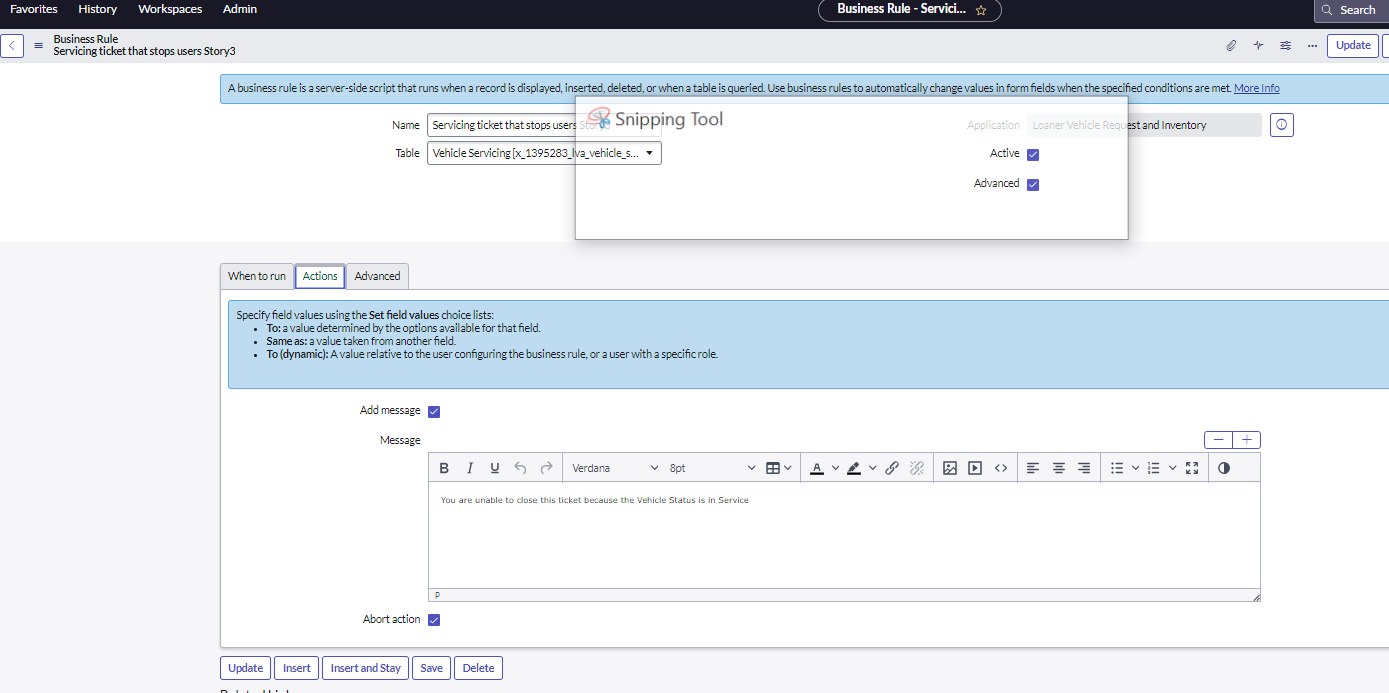 Favorites History Workspaces Admin Business Rule - Servici... Search
Business Rule
Servicing ticket that stops users Story3
Update
A business rule is a server-side script that runs when a record is displayed, inserted, deleted, or when a table is queried. Use business rules to automatically change values in form fields when the specified conditions are met. More Info
Name Servicing ticket that stops users Story3
Snipping Tool
Application Loaner Vehicle Request and Inventory
Table Vehicle Servicing [x_1395283_lva_vehicle_s...
Active
Advanced
When to run Actions Advanced
Specify field values using the Set field values choice lists:
• To: a value determined by the options available for that field.
• Same as: a value taken from another field.
• To (dynamic): A value relative to the user configuring the business rule, or a user with a specific role.
Add message
Message
B I U Verdana 8pt A
You are unable to close this ticket because the Vehicle Status is in Service
P
Abort action
Update Insert Insert and Stay Save Delete